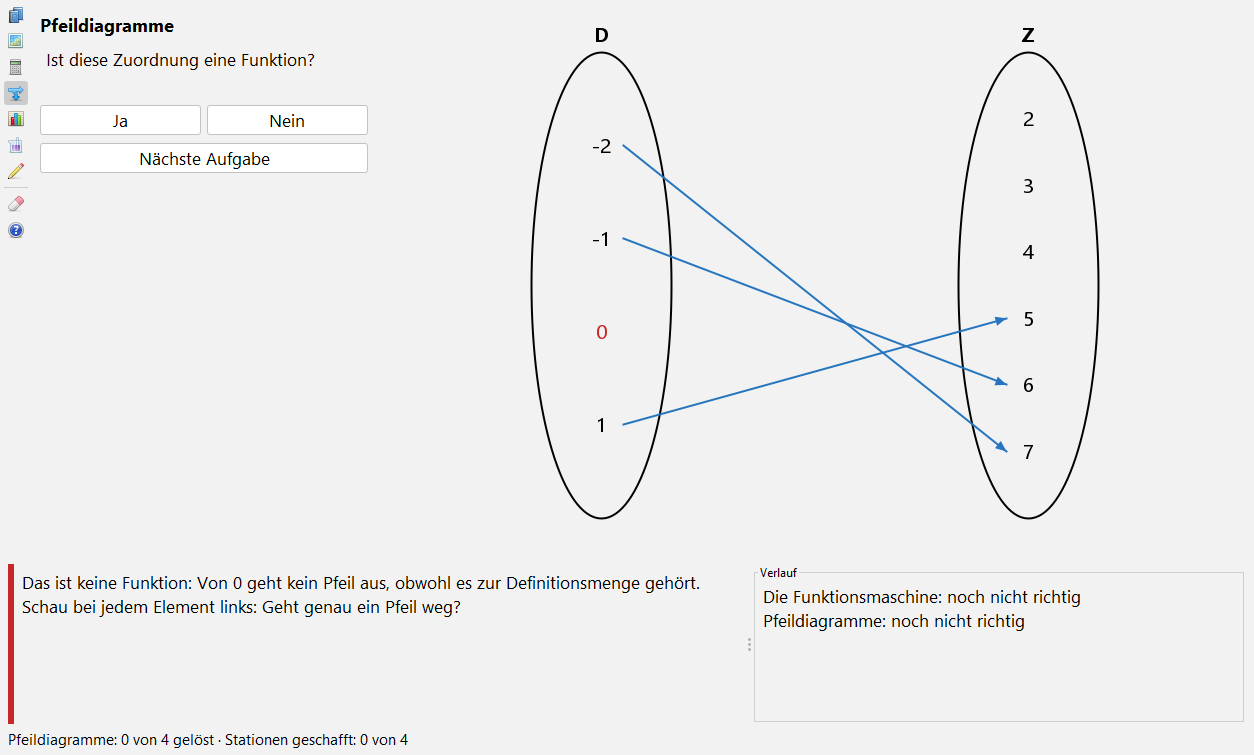 Pfeildiagramme
Ist diese Zuordnung eine Funktion?
Ja
Nein
Nächste Aufgabe
D
Z
-2
-1
0
1
2
3
4
5
6
7
Das ist keine Funktion: Von 0 geht kein Pfeil aus, obwohl es zur Definitionsmenge gehört.
Schau bei jedem Element links: Geht genau ein Pfeil weg?
Verlauf
Die Funktionsmaschine: noch nicht richtig
Pfeildiagramme: noch nicht richtig
Pfeildiagramme: 0 von 4 gelöst · Stationen geschafft: 0 von 4